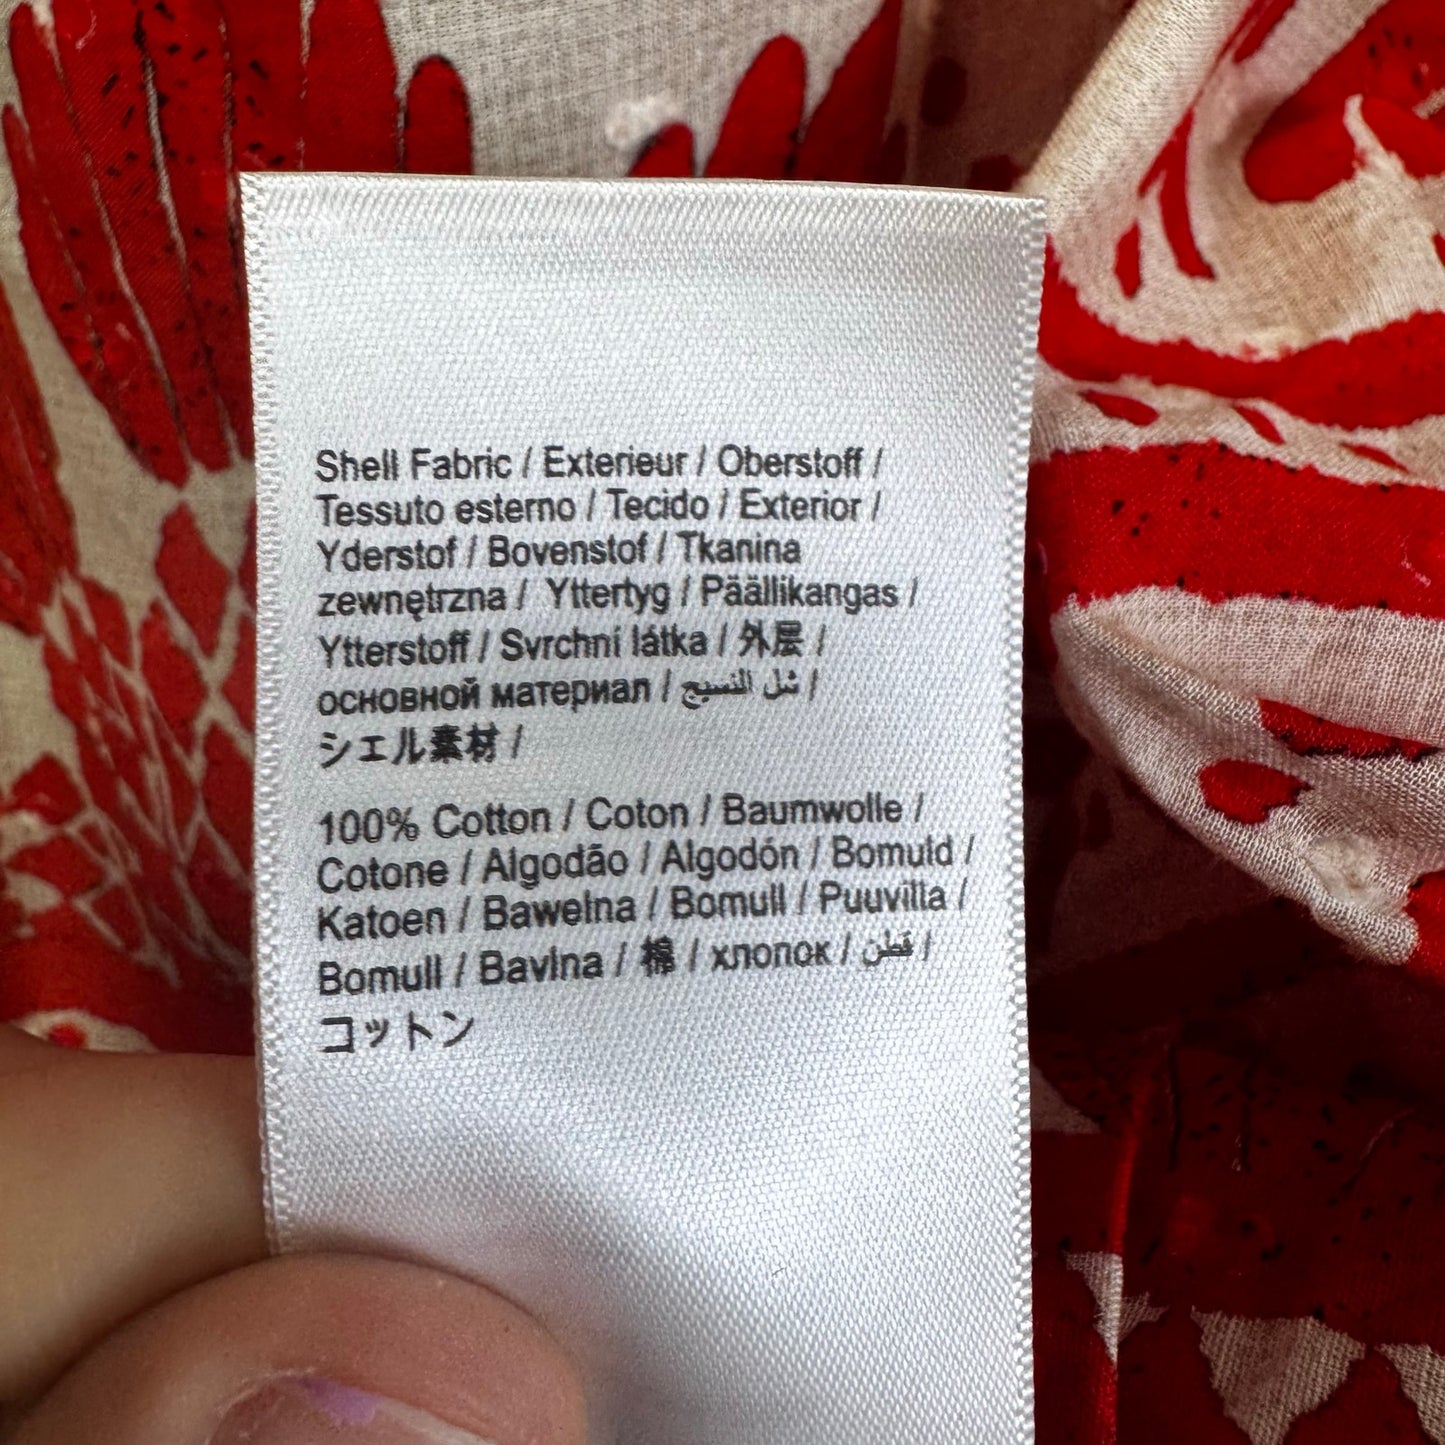 Shell Fabric / Exterieur / Oberstoff /
Tessuto esterno / Tecido / Exterior /
Yderstof / Bovenstof / Tkanina
zewnętrzna / Yttertyg / Päällikangas /
Ytterstoff / Svrchní látka / 外层 /
основной материал / شل النسيج /
シェル素材 /
100% Cotton / Coton / Baumwolle /
Cotone / Algodão / Algodón / Bomuld /
Katoen / Bawelna / Bomull / Puuvilla /
Bomull / Bavlna / 棉 / хлопок / قطن /
コットン